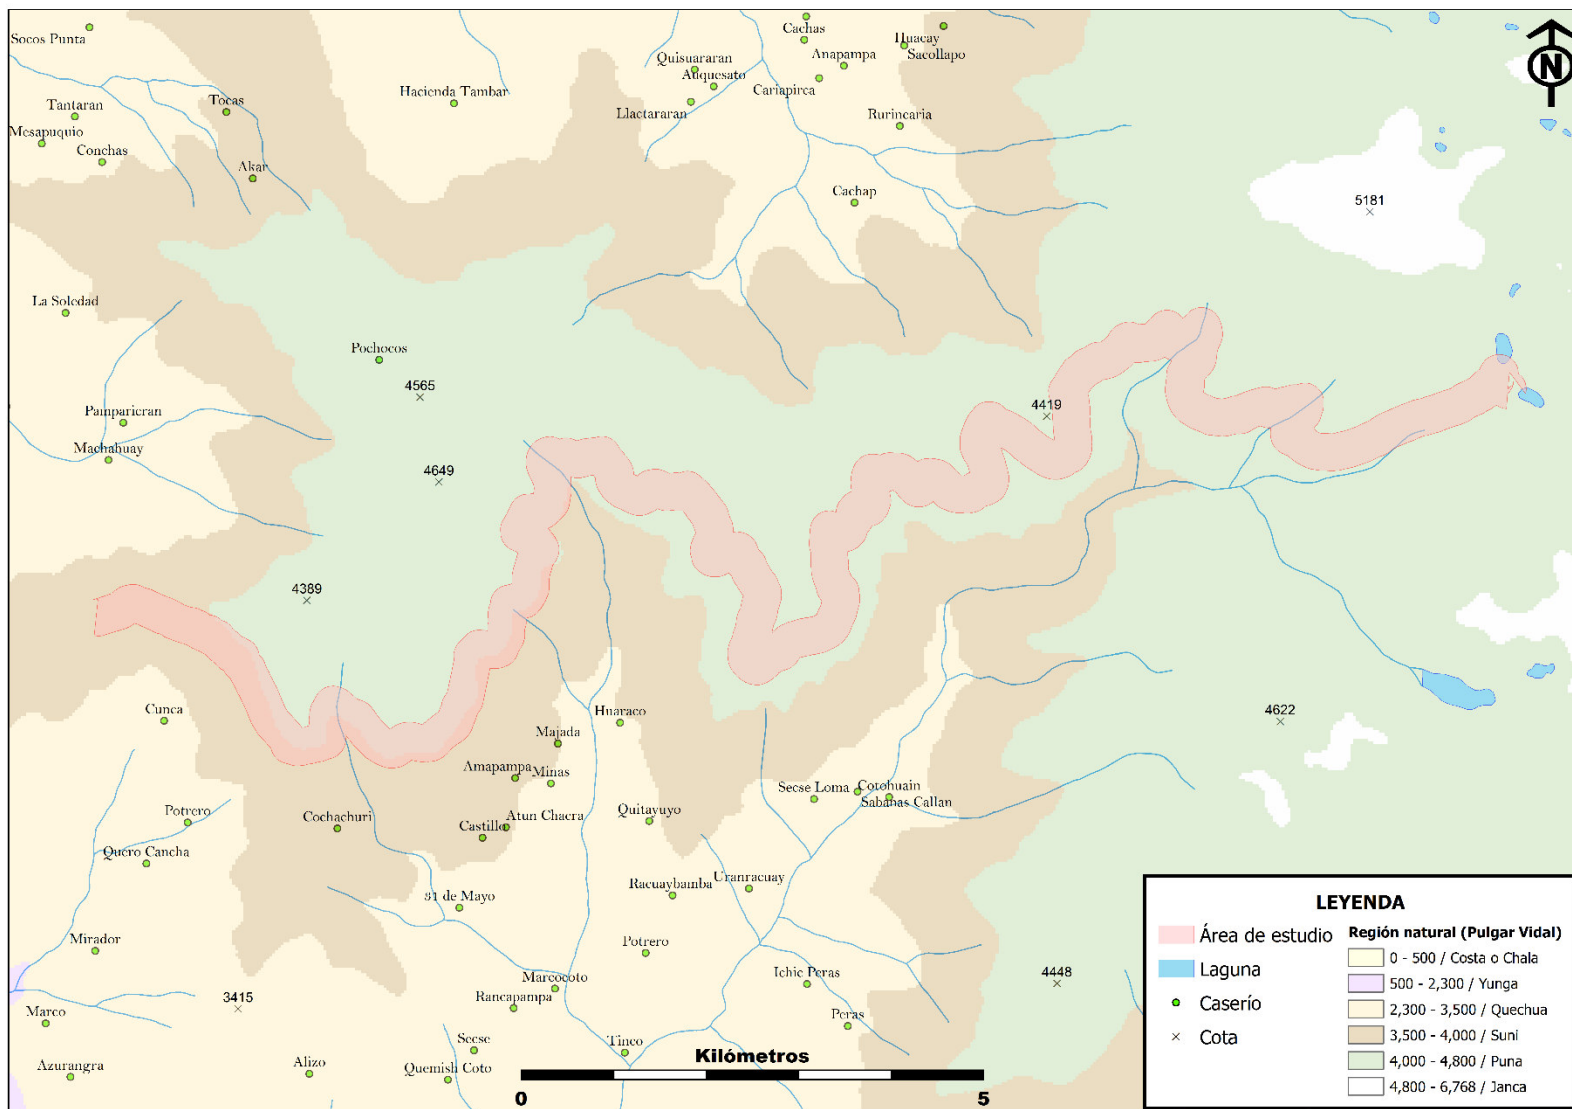 Socos Punta
Cachas
Huacay
Sacollapo
Anapampa
Quisuararan
Auquesato
Cariapirca
N
Tantaran
Tocas
Hacienda Tambar
Llactararan
Rurincaria
Mesapuquio
Conchas
Akar
Cachap
5181
La Soledad
Pochocos
4565
4419
Pamparicran
Machahuay
4649
4389
Cunca
Huaraco
4622
Majada
Amapampa
Minas
Secse Loma
Cotohuain
Sabanas Callan
Potrero
Cochachuri
Castillo
Atun Chacra
Quitayuyo
Quero Cancha
31 de Mayo
Racuaybamba
Uranracuay
Mirador
Potrero
Ichic Peras
4448
Marcocoto
Rancapampa
3415
Marco
Peras
Secse
Tinco
Azurangra
Alizo
Quemish Coto
Kilómetros
0
5
LEYENDA
Área de estudio
Laguna
Caserío
Cota
Región natural (Pulgar Vidal)
0 - 500 / Costa o Chala
500 - 2,300 / Yunga
2,300 - 3,500 / Quechua
3,500 - 4,000 / Suni
4,000 - 4,800 / Puna
4,800 - 6,768 / Janca